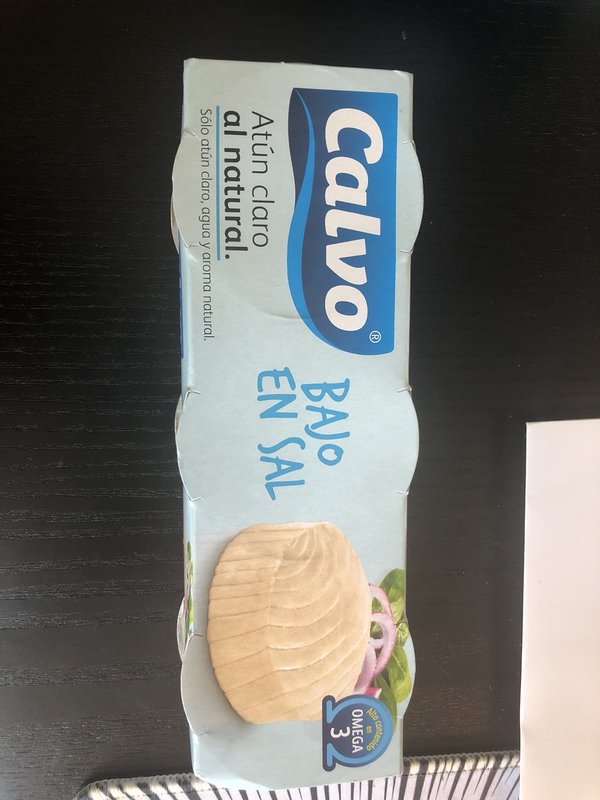 Calvo®
Atún claro
al natural.
Sólo atún claro, agua y aroma natural.
BAJO
EN SAL
Alto contenido
en
OMEGA
3